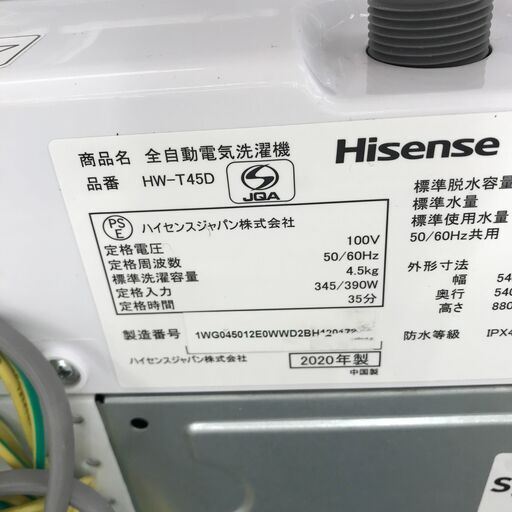 商品名 全自動電気洗濯機
品番 HW-T45D
JQA
Hisense
PS
E
ハイセンスジャパン株式会社
定格電圧 100V
定格周波数 50/60Hz
標準洗濯容量 4.5kg
定格入力 345/390W
定格時間 35分
製造番号 1WG045012E0WWD2BH120173
ハイセンスジャパン株式会社 2020年製
中国製
標準脱水容量
標準水量
標準使用水量
50/60Hz共用
外形寸法
幅 54
奥行 540
高さ 880
防水等級 IPX4